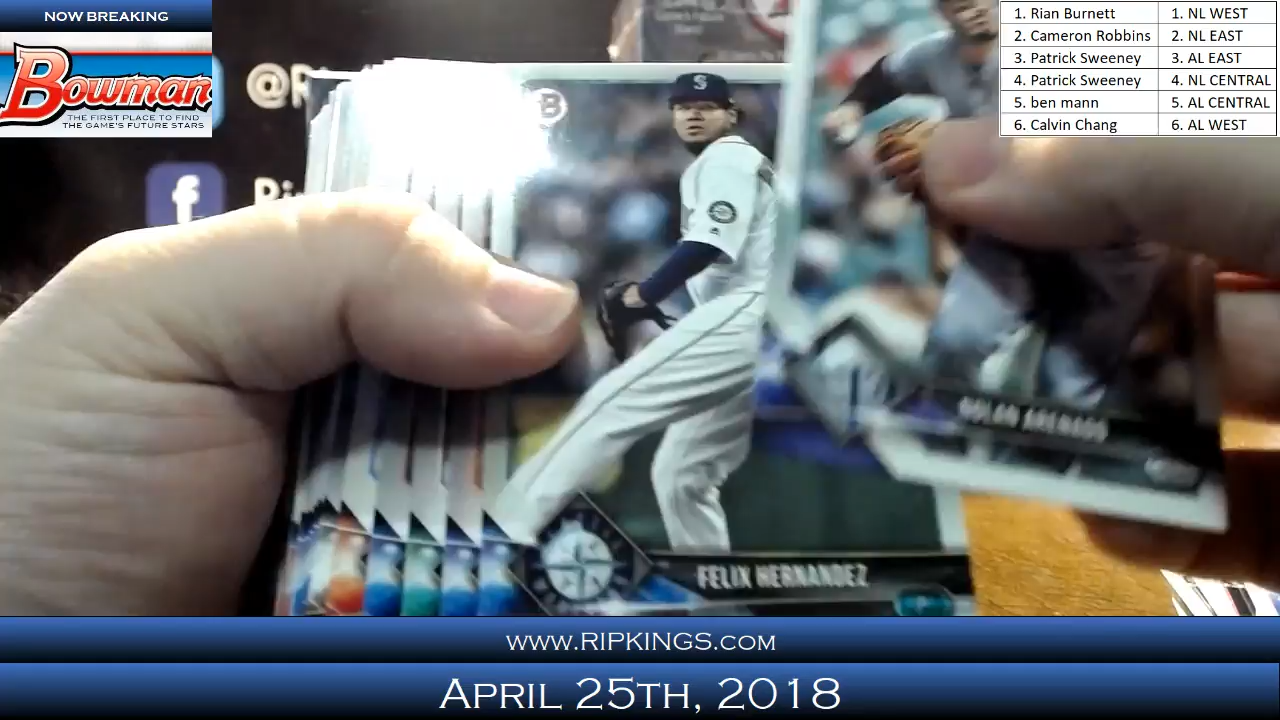 NOW BREAKING
Bowman
THE FIRST PLACE TO FIND
THE GAME'S FUTURE STARS
1. Rian Burnett 1. NL WEST
2. Cameron Robbins 2. NL EAST
3. Patrick Sweeney 3. AL EAST
4. Patrick Sweeney 4. NL CENTRAL
5. ben mann 5. AL CENTRAL
6. Calvin Chang 6. AL WEST
@R
f
Ri
B
S
NOLAN ARENADO
FELIX HERNANDEZ
WWW.RIPKINGS.COM
APRIL 25TH, 2018